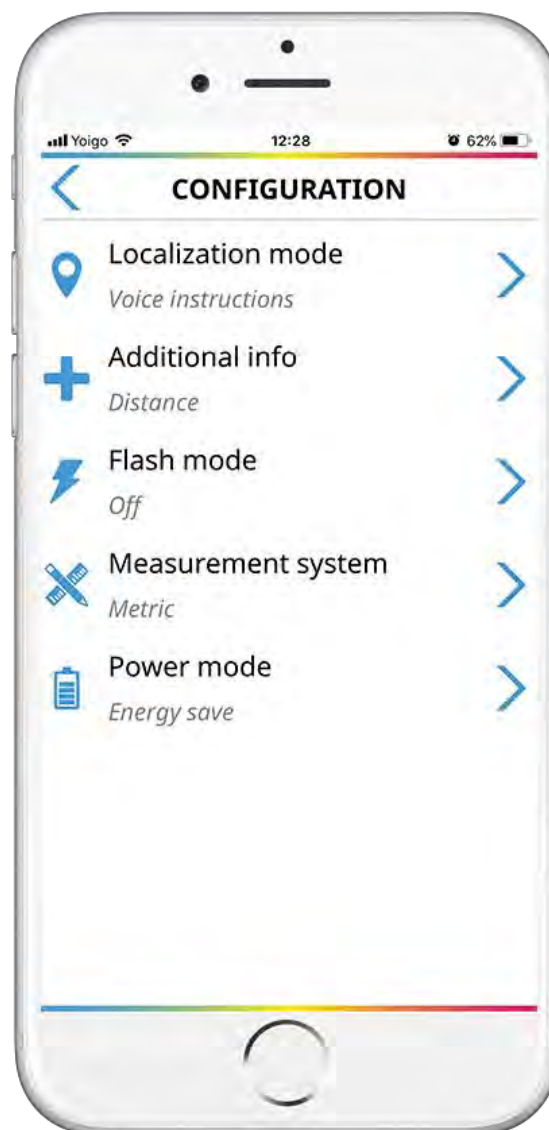 Yoigo 12:28 62%
CONFIGURATION
Localization mode
Voice instructions
Additional info
Distance
Flash mode
Off
Measurement system
Metric
Power mode
Energy save